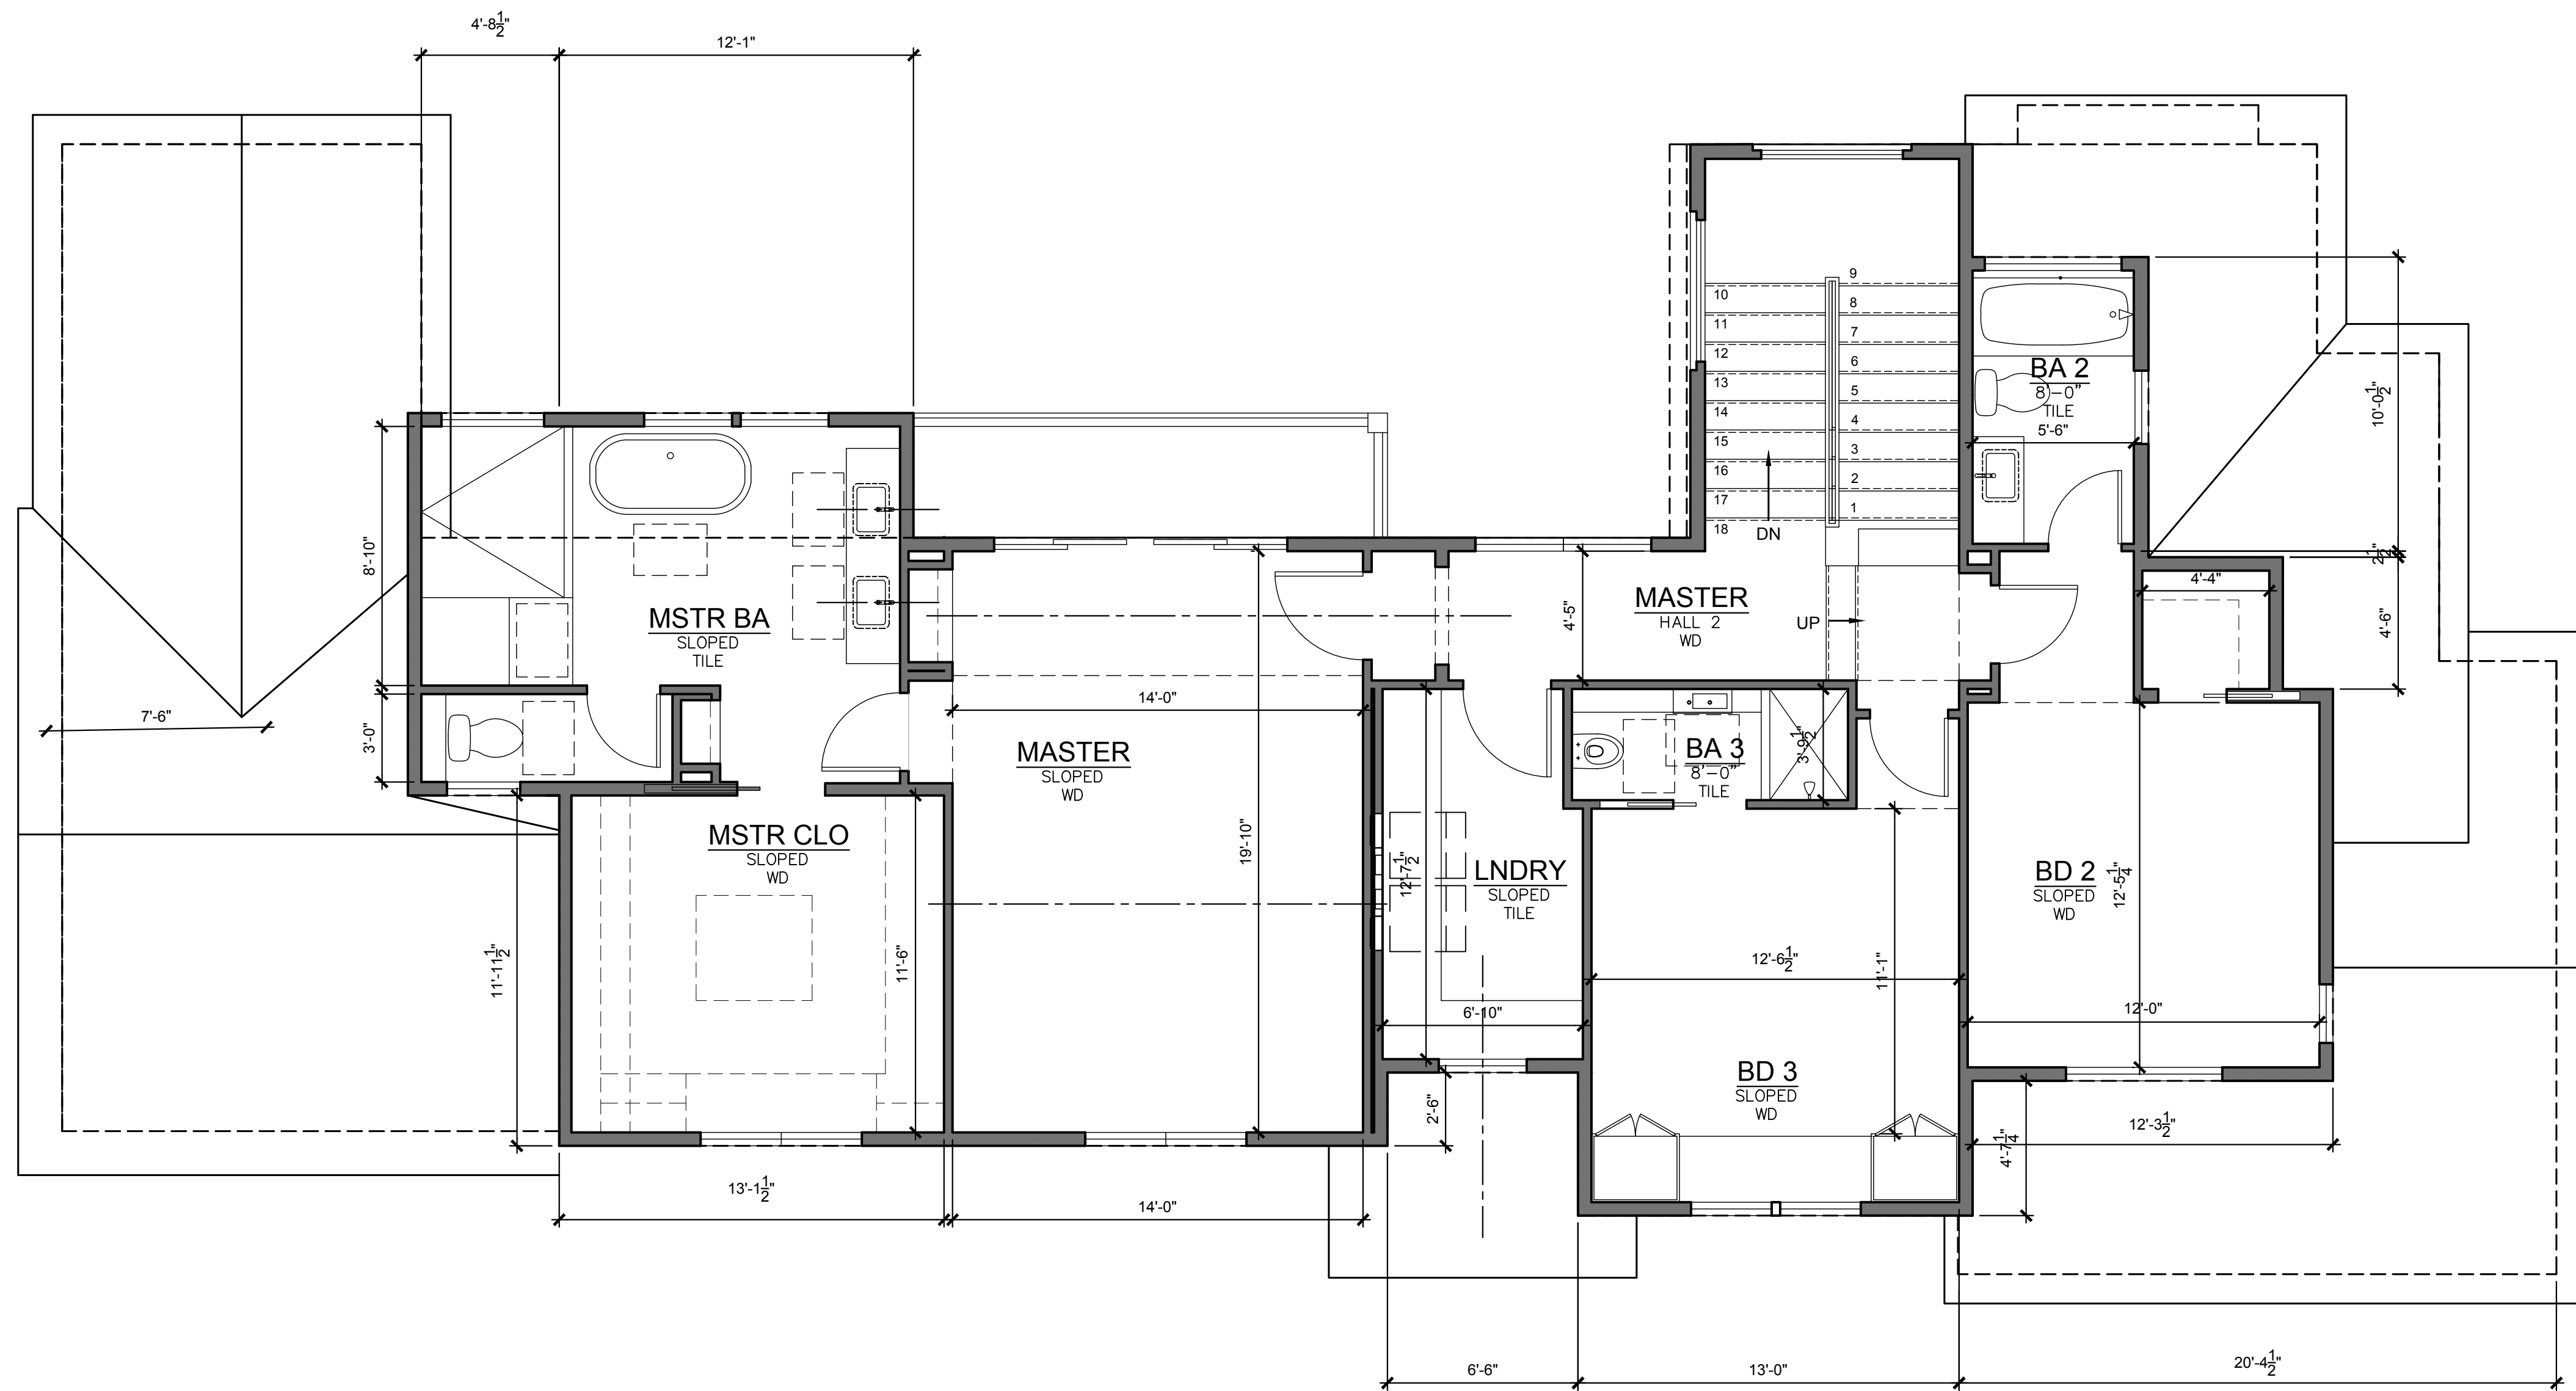 4'-8 1/2"
12'-1"
9
10
8
11
7
12
6
13
5
14
4
15
3
16
2
17
1
18
DN
BA 2
8'-0"
TILE
5'-6"
10'-0 1/2"
2 1/2"
4'-4"
4'-6"
8'-10"
MSTR BA
SLOPED
TILE
4'-5"
MASTER
HALL 2
WD
UP
7'-6"
3'-0"
14'-0"
MASTER
SLOPED
WD
BA 3
8'-0"
TILE
3'-9 1/2"
MSTR CLO
SLOPED
WD
19'-10"
12'-7 1/2"
LNDRY
SLOPED
TILE
BD 2
SLOPED
WD
12'-5 1/4"
11'-11 1/2"
11'-6"
12'-6 1/2"
11'-1"
6'-10"
12'-0"
BD 3
SLOPED
WD
2'-6"
4'-7 1/4"
12'-3 1/2"
13'-1 1/2"
14'-0"
6'-6"
13'-0"
20'-4 1/2"